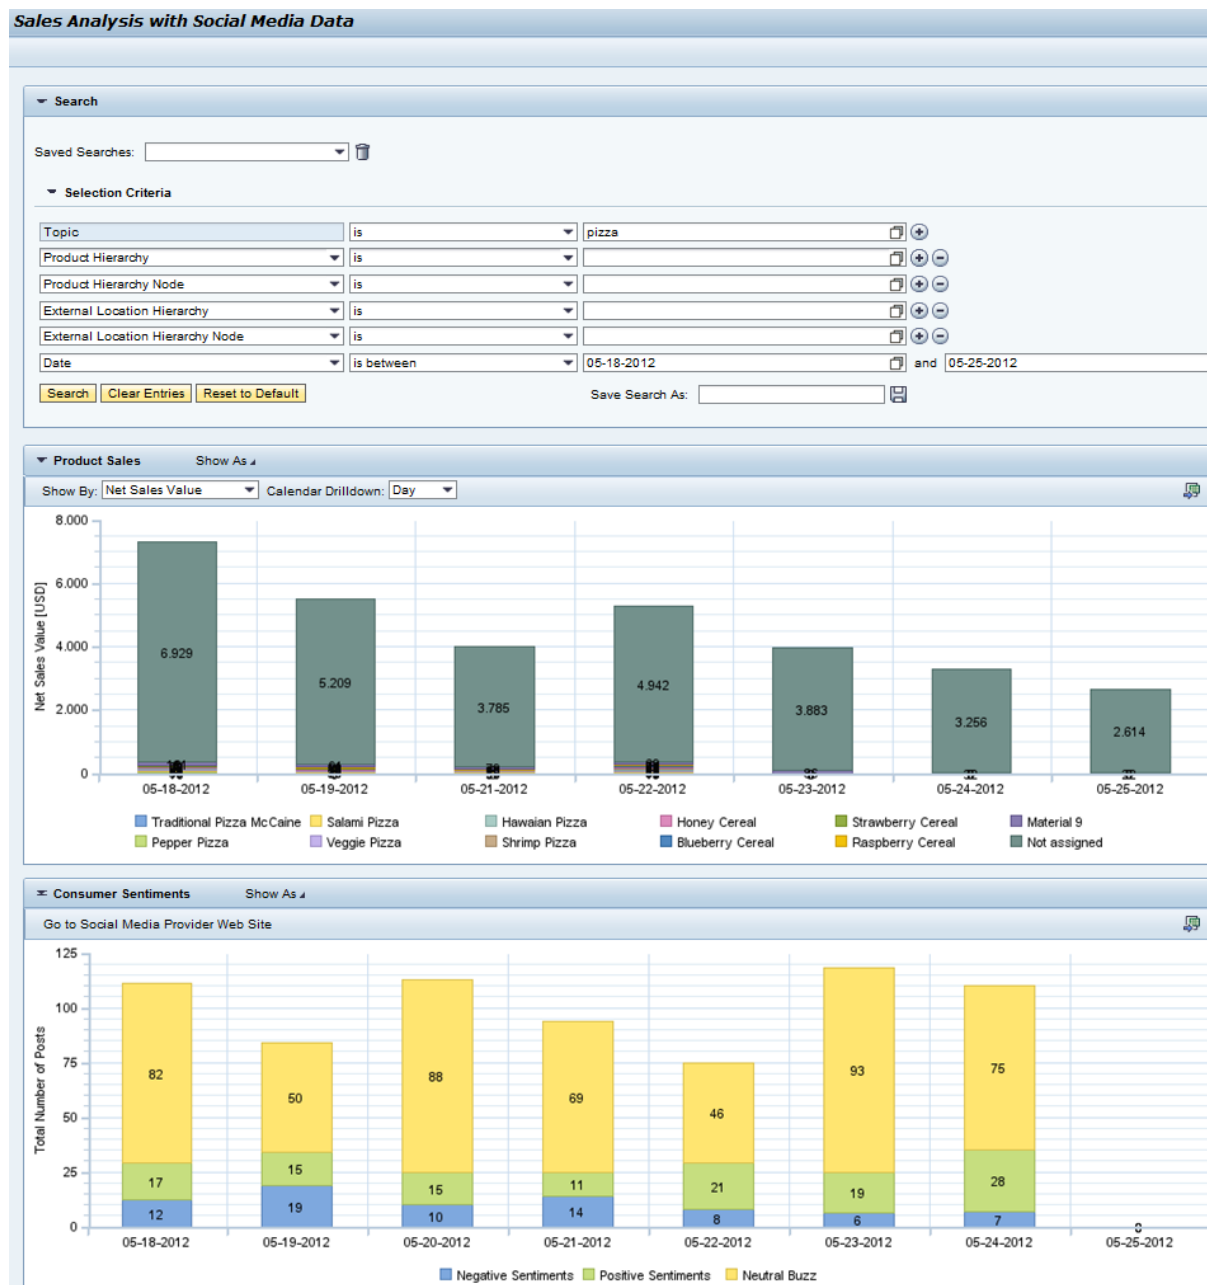 Sales Analysis with Social Media Data
Search
Saved Searches:
Selection Criteria
Topic is pizza
Product Hierarchy is
Product Hierarchy Node is
External Location Hierarchy is
External Location Hierarchy Node is
Date is between 05-18-2012 and 05-25-2012
Search Clear Entries Reset to Default Save Search As:
Product Sales Show As
Show By: Net Sales Value Calendar Drilldown: Day
Net Sales Value [USD]
8.000
6.000
4.000
2.000
0
6.929 5.209 3.785 4.942 3.883 3.256 2.614
05-18-2012 05-19-2012 05-21-2012 05-22-2012 05-23-2012 05-24-2012 05-25-2012
Traditional Pizza McCaine Salami Pizza Hawaian Pizza Honey Cereal Strawberry Cereal Material 9
Pepper Pizza Veggie Pizza Shrimp Pizza Blueberry Cereal Raspberry Cereal Not assigned
Consumer Sentiments Show As
Go to Social Media Provider Web Site
Total Number of Posts
125
100
75
50
25
0
82 50 88 69 46 93 75
17 15 15 11 21 19 28
12 19 10 14 8 6 7
05-18-2012 05-19-2012 05-20-2012 05-21-2012 05-22-2012 05-23-2012 05-24-2012 05-25-2012
Negative Sentiments Positive Sentiments Neutral Buzz